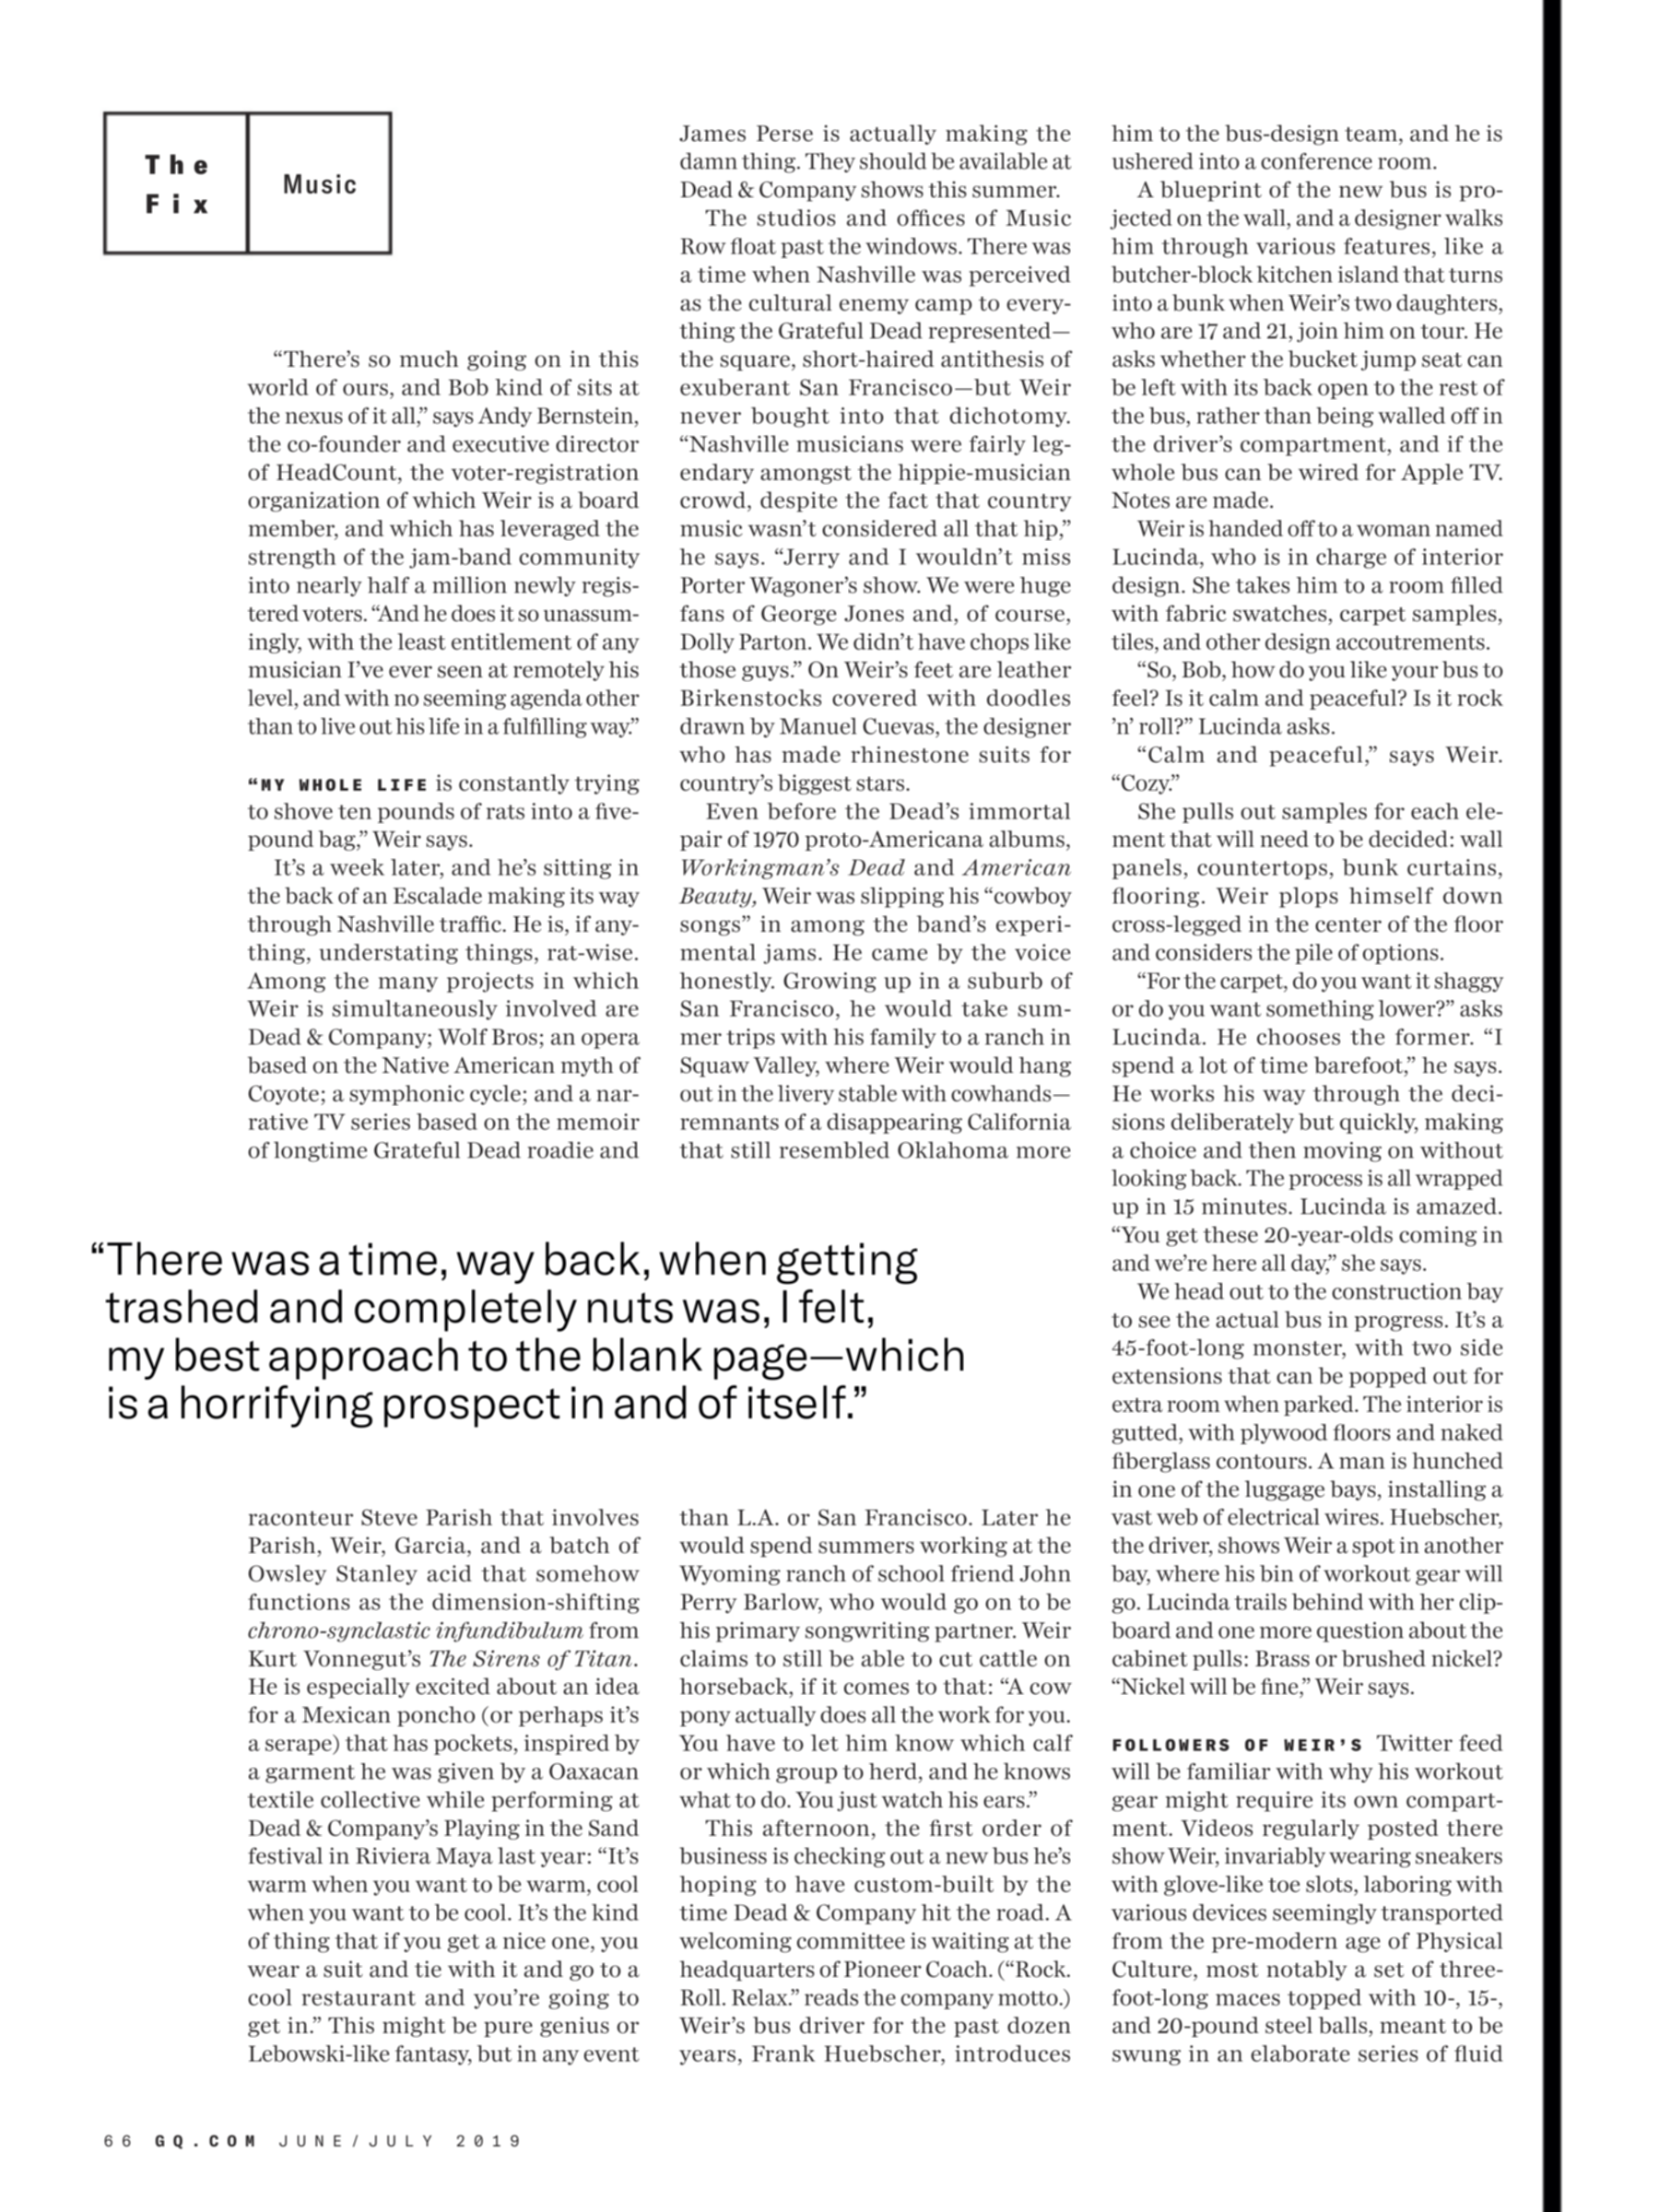 The
Fix
Music
“There’s so much going on in this
world of ours, and Bob kind of sits at
the nexus of it all,” says Andy Bernstein,
the co-founder and executive director
of HeadCount, the voter-registration
organization of which Weir is a board
member, and which has leveraged the
strength of the jam-band community
into nearly half a million newly regis-
tered voters. “And he does it so unassum-
ingly, with the least entitlement of any
musician I’ve ever seen at remotely his
level, and with no seeming agenda other
than to live out his life in a fulfilling way.”
“MY WHOLE LIFE is constantly trying
to shove ten pounds of rats into a five-
pound bag,” Weir says.
It’s a week later, and he’s sitting in
the back of an Escalade making its way
through Nashville traffic. He is, if any-
thing, understating things, rat-wise.
Among the many projects in which
Weir is simultaneously involved are
Dead & Company; Wolf Bros; an opera
based on the Native American myth of
Coyote; a symphonic cycle; and a nar-
rative TV series based on the memoir
of longtime Grateful Dead roadie and
“There was a time, way back, when getting
trashed and completely nuts was, I felt,
my best approach to the blank page—which
is a horrifying prospect in and of itself.”
raconteur Steve Parish that involves
Parish, Weir, Garcia, and a batch of
Owsley Stanley acid that somehow
functions as the dimension-shifting
chrono-synclastic infundibulum from
Kurt Vonnegut’s The Sirens of Titan.
He is especially excited about an idea
for a Mexican poncho (or perhaps it’s
a serape) that has pockets, inspired by
a garment he was given by a Oaxacan
textile collective while performing at
Dead & Company’s Playing in the Sand
festival in Riviera Maya last year: “It’s
warm when you want to be warm, cool
when you want to be cool. It’s the kind
of thing that if you get a nice one, you
wear a suit and tie with it and go to a
cool restaurant and you’re going to
get in.” This might be pure genius or
Lebowski-like fantasy, but in any event
James Perse is actually making the
damn thing. They should be available at
Dead & Company shows this summer.
The studios and offices of Music
Row float past the windows. There was
a time when Nashville was perceived
as the cultural enemy camp to every-
thing the Grateful Dead represented—
the square, short-haired antithesis of
exuberant San Francisco—but Weir
never bought into that dichotomy.
“Nashville musicians were fairly leg-
endary amongst the hippie-musician
crowd, despite the fact that country
music wasn’t considered all that hip,”
he says. “Jerry and I wouldn’t miss
Porter Wagoner’s show. We were huge
fans of George Jones and, of course,
Dolly Parton. We didn’t have chops like
those guys.” On Weir’s feet are leather
Birkenstocks covered with doodles
drawn by Manuel Cuevas, the designer
who has made rhinestone suits for
country’s biggest stars.
Even before the Dead’s immortal
pair of 1970 proto-Americana albums,
Workingman’s Dead and American
Beauty, Weir was slipping his “cowboy
songs” in among the band’s experi-
mental jams. He came by the voice
honestly. Growing up in a suburb of
San Francisco, he would take sum-
mer trips with his family to a ranch in
Squaw Valley, where Weir would hang
out in the livery stable with cowhands—
remnants of a disappearing California
that still resembled Oklahoma more
than L.A. or San Francisco. Later he
would spend summers working at the
Wyoming ranch of school friend John
Perry Barlow, who would go on to be
his primary songwriting partner. Weir
claims to still be able to cut cattle on
horseback, if it comes to that: “A cow
pony actually does all the work for you.
You have to let him know which calf
or which group to herd, and he knows
what to do. You just watch his ears.”
This afternoon, the first order of
business is checking out a new bus he’s
hoping to have custom-built by the
time Dead & Company hit the road. A
welcoming committee is waiting at the
headquarters of Pioneer Coach. (“Rock.
Roll. Relax.” reads the company motto.)
Weir’s bus driver for the past dozen
years, Frank Huebscher, introduces
him to the bus-design team, and he is
ushered into a conference room.
A blueprint of the new bus is pro-
jected on the wall, and a designer walks
him through various features, like a
butcher-block kitchen island that turns
into a bunk when Weir’s two daughters,
who are 17 and 21, join him on tour. He
asks whether the bucket jump seat can
be left with its back open to the rest of
the bus, rather than being walled off in
the driver’s compartment, and if the
whole bus can be wired for Apple TV.
Notes are made.
Weir is handed off to a woman named
Lucinda, who is in charge of interior
design. She takes him to a room filled
with fabric swatches, carpet samples,
tiles, and other design accoutrements.
“So, Bob, how do you like your bus to
feel? Is it calm and peaceful? Is it rock
’n’ roll?” Lucinda asks.
“Calm and peaceful,” says Weir.
“Cozy.”
She pulls out samples for each ele-
ment that will need to be decided: wall
panels, countertops, bunk curtains,
flooring. Weir plops himself down
cross-legged in the center of the floor
and considers the pile of options.
“For the carpet, do you want it shaggy
or do you want something lower?” asks
Lucinda. He chooses the former. “I
spend a lot of time barefoot,” he says.
He works his way through the deci-
sions deliberately but quickly, making
a choice and then moving on without
looking back. The process is all wrapped
up in 15 minutes. Lucinda is amazed.
“You get these 20-year-olds coming in
and we’re here all day,” she says.
We head out to the construction bay
to see the actual bus in progress. It’s a
45-foot-long monster, with two side
extensions that can be popped out for
extra room when parked. The interior is
gutted, with plywood floors and naked
fiberglass contours. A man is hunched
in one of the luggage bays, installing a
vast web of electrical wires. Huebscher,
the driver, shows Weir a spot in another
bay, where his bin of workout gear will
go. Lucinda trails behind with her clip-
board and one more question about the
cabinet pulls: Brass or brushed nickel?
“Nickel will be fine,” Weir says.
FOLLOWERS OF WEIR’S Twitter feed
will be familiar with why his workout
gear might require its own compart-
ment. Videos regularly posted there
show Weir, invariably wearing sneakers
with glove-like toe slots, laboring with
various devices seemingly transported
from the pre-modern age of Physical
Culture, most notably a set of three-
foot-long maces topped with 10-, 15-,
and 20-pound steel balls, meant to be
swung in an elaborate series of fluid
66 GQ.COM JUNE/JULY 2019